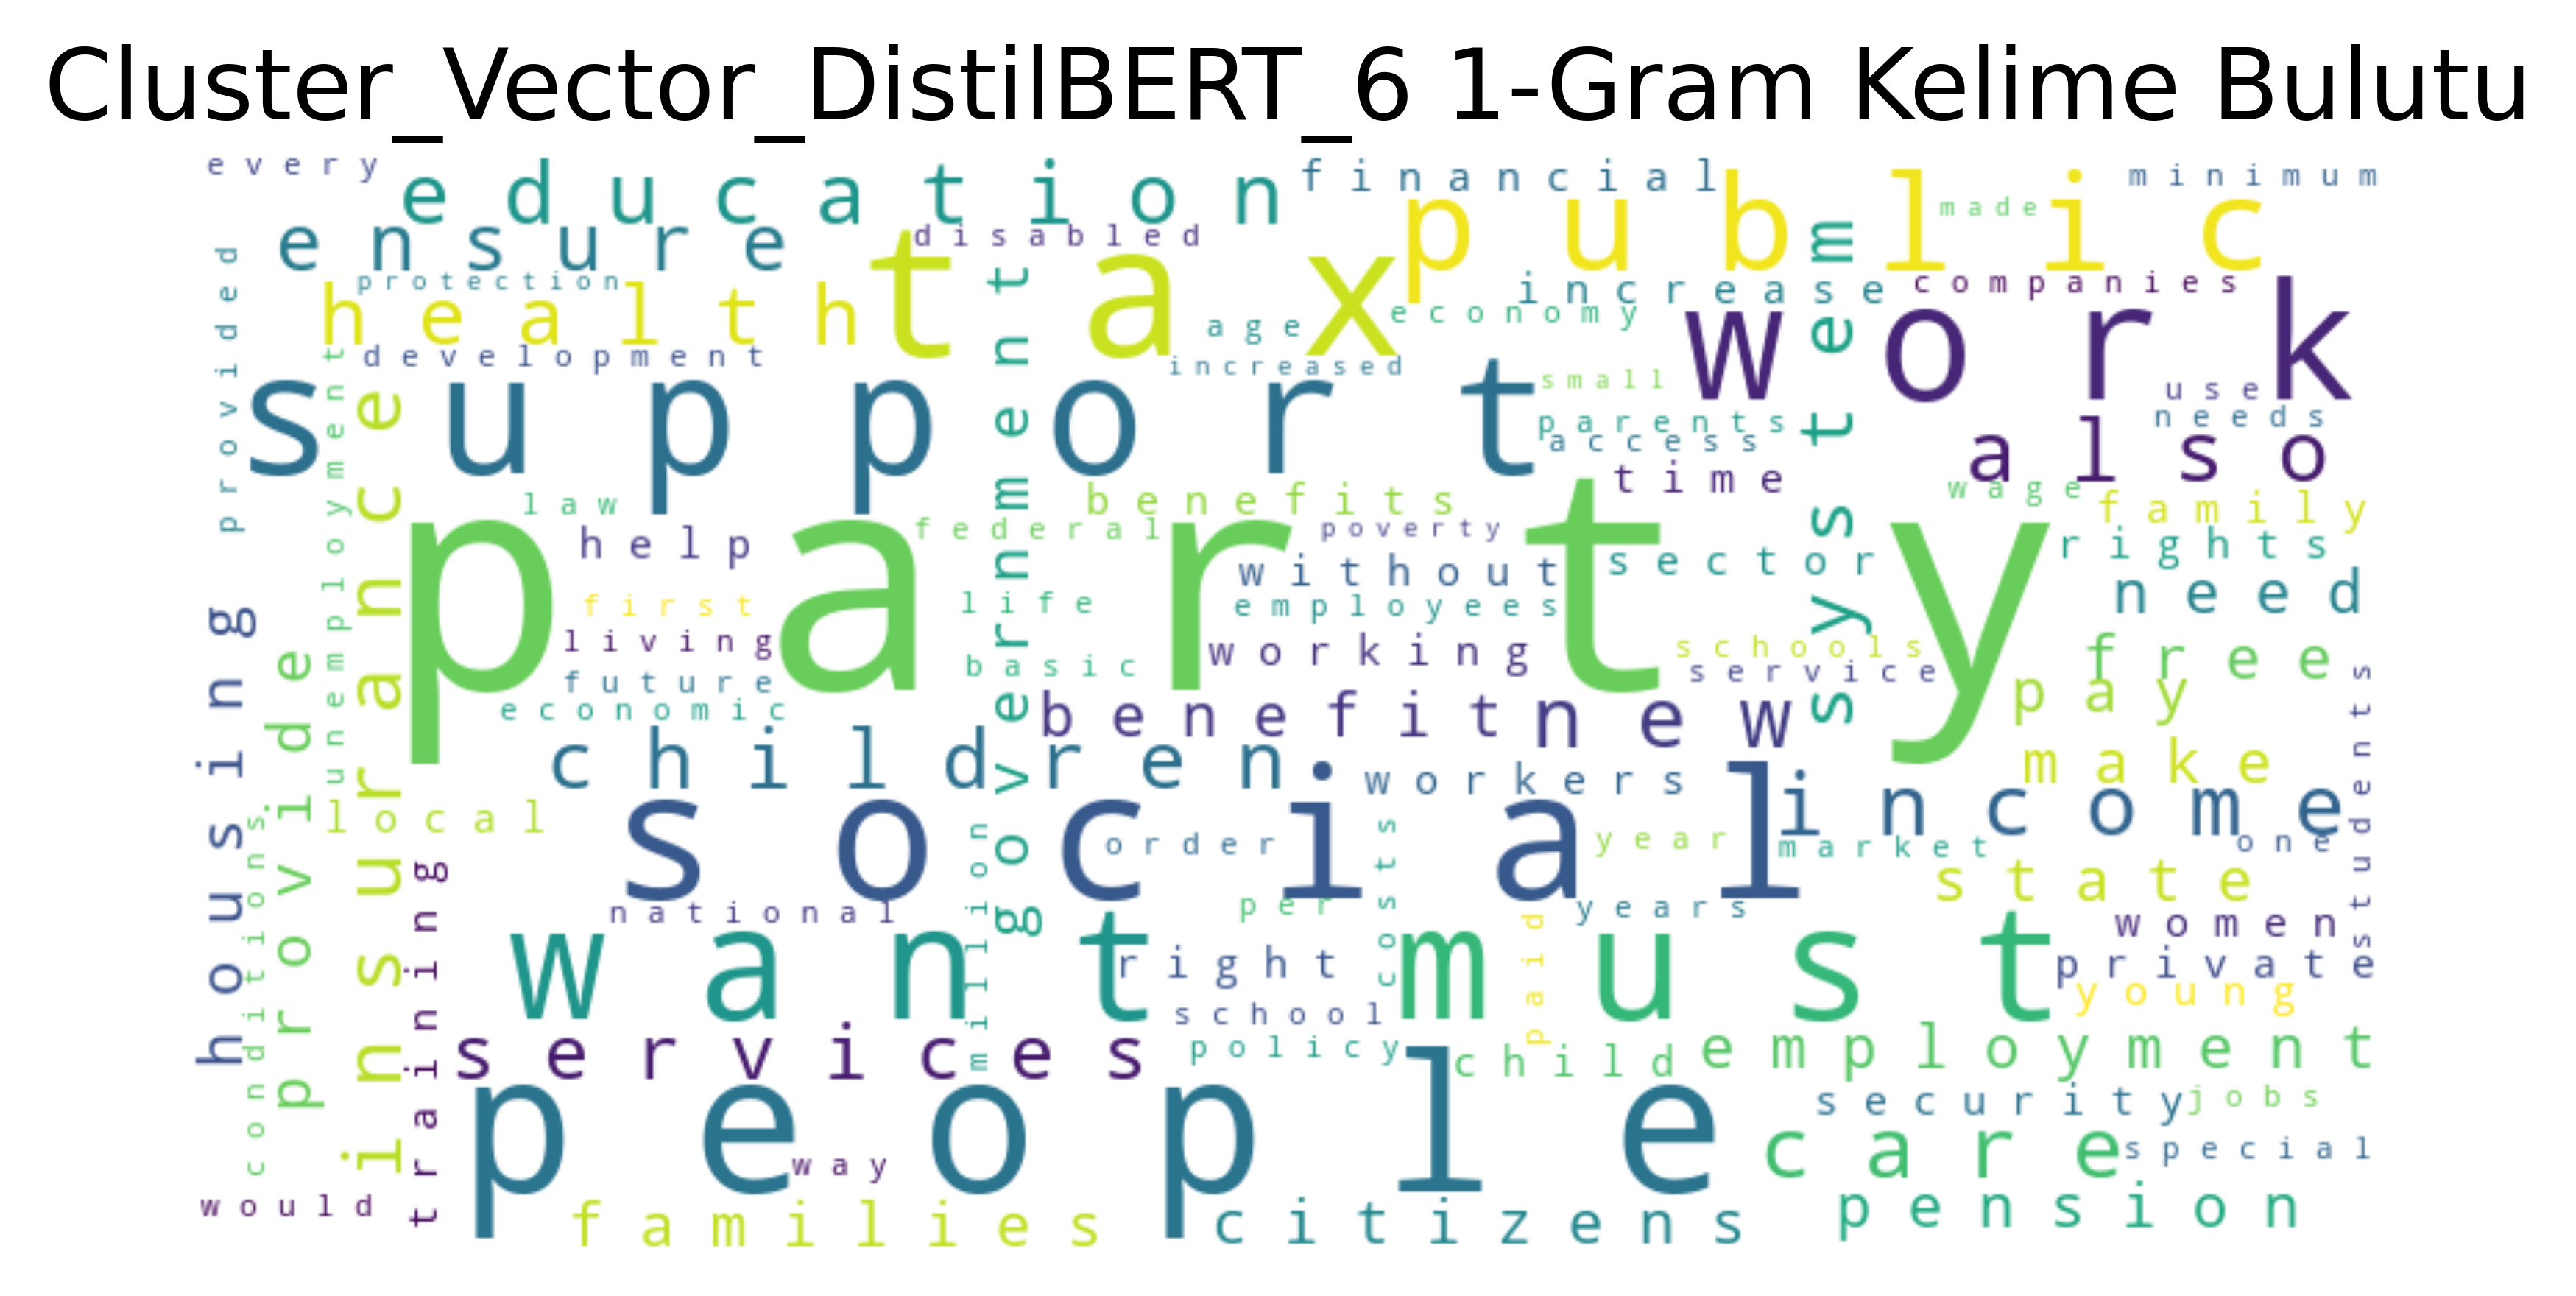 Cluster_Vector_DistilBERT_6 1-Gram Kelime Bulutu
every
education
financial
minimum
public
made
ensure
disabled
tax
system
protection
health
increase
companies
economy
work
age
provided
development
government
increased
small
use
support
parents
needs
access
also
unemployment
insurance
time
law
benefits
wage
family
federal
poverty
help
party
rights
without
sector
need
first
life
employees
living
working
schools
free
basic
service
future
pay
economic
benefit
new
housing
provide
children
make
workers
students
social
income
local
order
year
market
one
costs
state
national
per
years
women
million
want
must
right
private
paid
young
conditions
training
school
services
policy
child
employment
people
security
jobs
care
special
way
would
families
citizens
pension